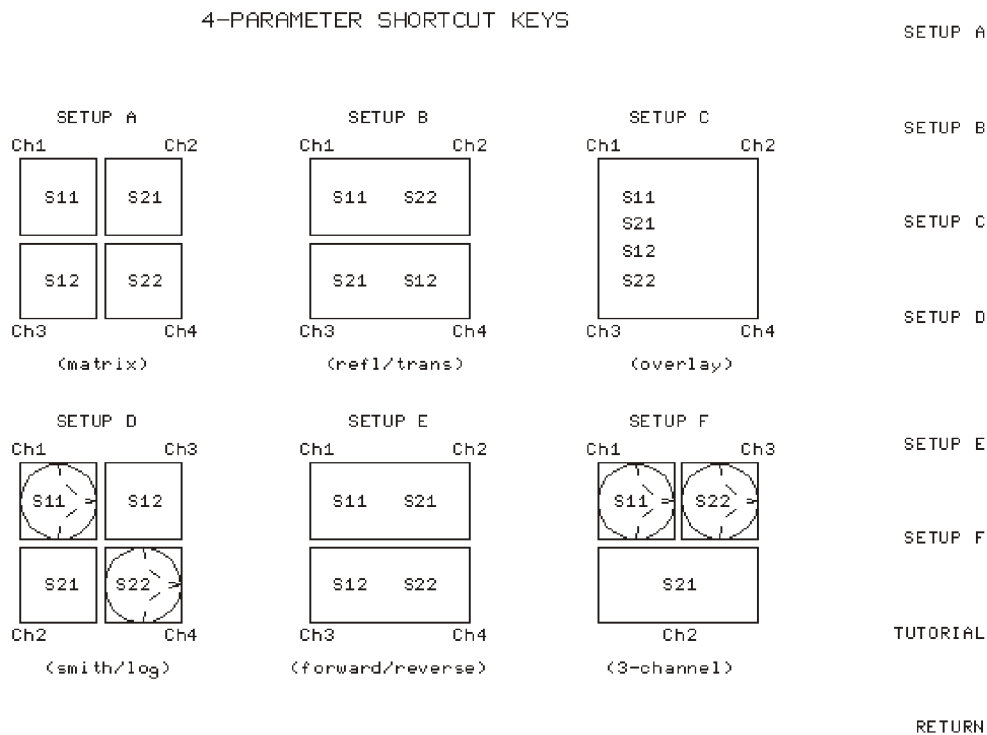 4-PARAMETER SHORTCUT KEYS
SETUP A
SETUP B
SETUP C
SETUP D
SETUP E
SETUP F
TUTORIAL
RETURN
SETUP A
Ch1 Ch2
S11 S21
S12 S22
Ch3 Ch4
(matrix)
SETUP B
Ch1 Ch2
S11 S22
S21 S12
Ch3 Ch4
(refl/trans)
SETUP C
Ch1 Ch2
S11
S21
S12
S22
Ch3 Ch4
(overlay)
SETUP D
Ch1 Ch3
S11 S12
S21 S22
Ch2 Ch4
(smith/log)
SETUP E
Ch1 Ch2
S11 S21
S12 S22
Ch3 Ch4
(forward/reverse)
SETUP F
Ch1 Ch3
S11 S22
S21
Ch2
(3-channel)